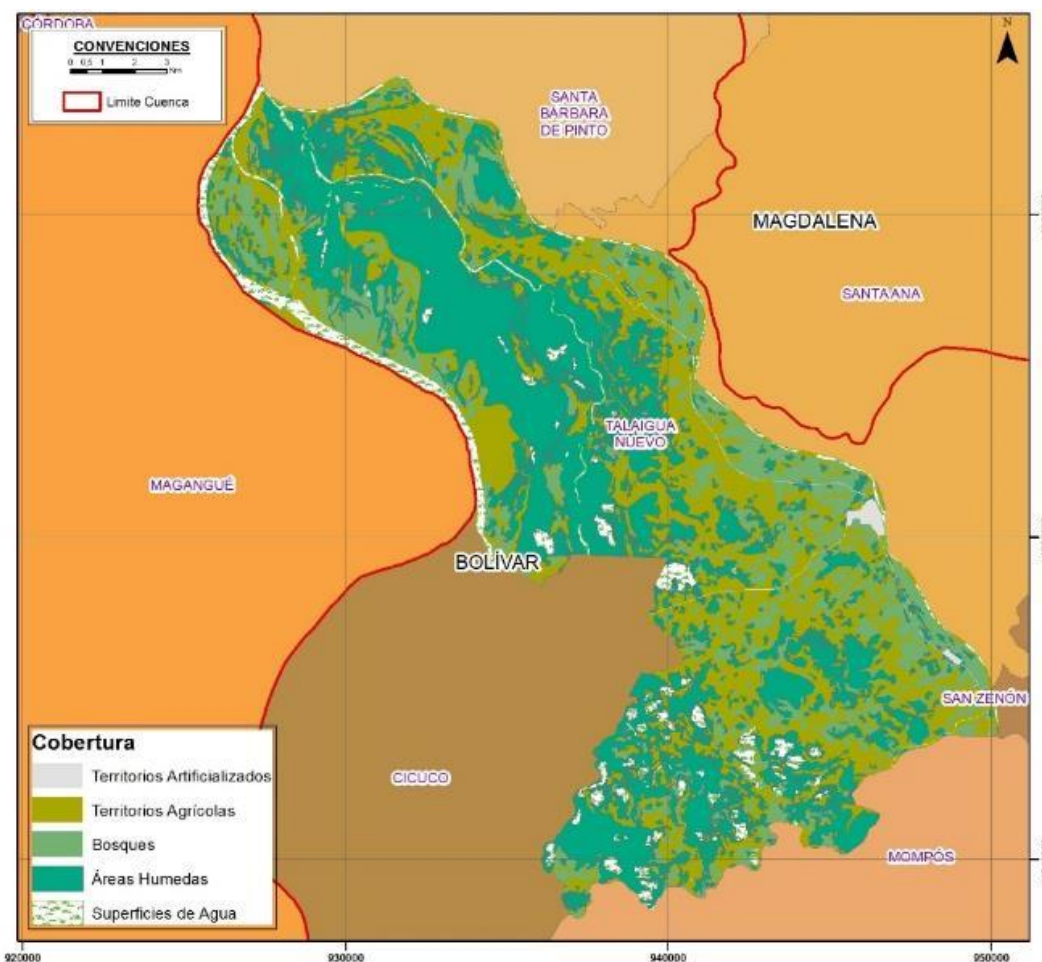 CÓRDOBA
CONVENCIONES
0 0,5 1 2 3
Limite Cuenca
N
SANTA
BÁRBARA
DE PINTO
MAGDALENA
SANTA ANA
TALAIGUA
NUEVO
MAGANGUÉ
BOLÍVAR
SAN ZENÓN
CICUCO
MOMPÓS
Cobertura
Territorios Artificializados
Territorios Agrícolas
Bosques
Áreas Humedas
Superficies de Agua
920000
930000
940000
950000